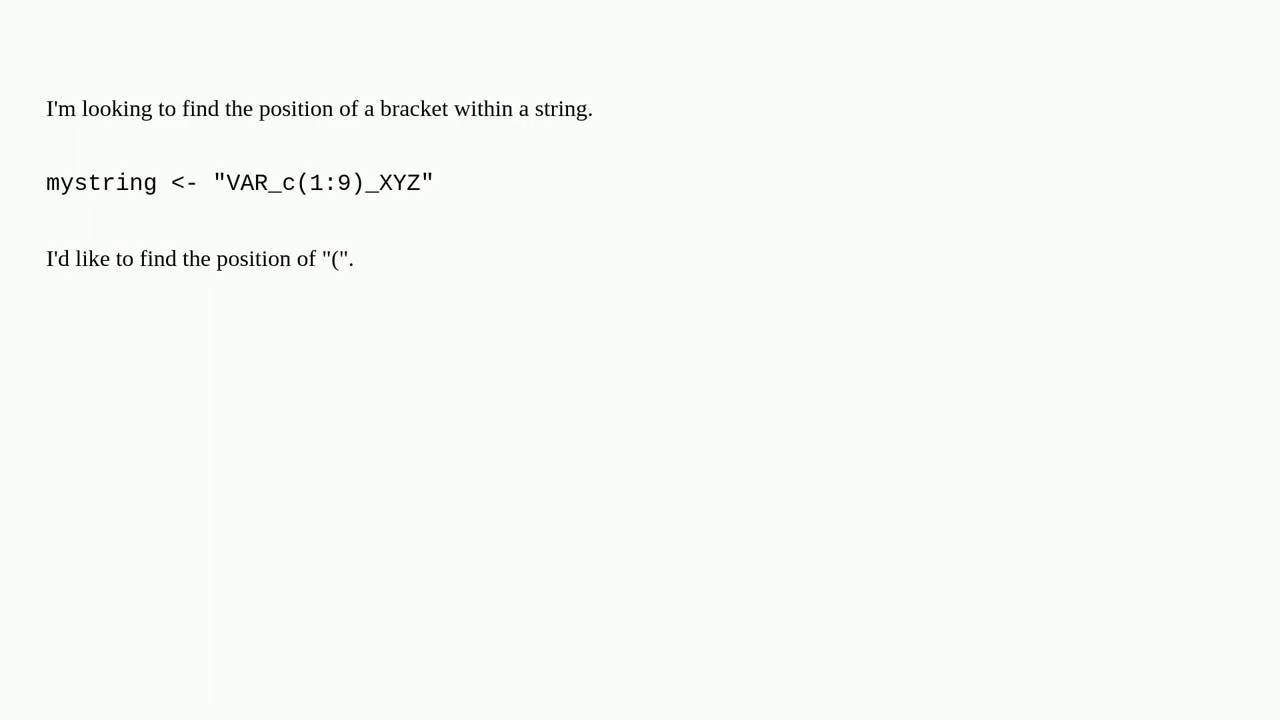 I'm looking to find the position of a bracket within a string.
mystring <- "VAR_c(1:9)_XYZ"
I'd like to find the position of "(".